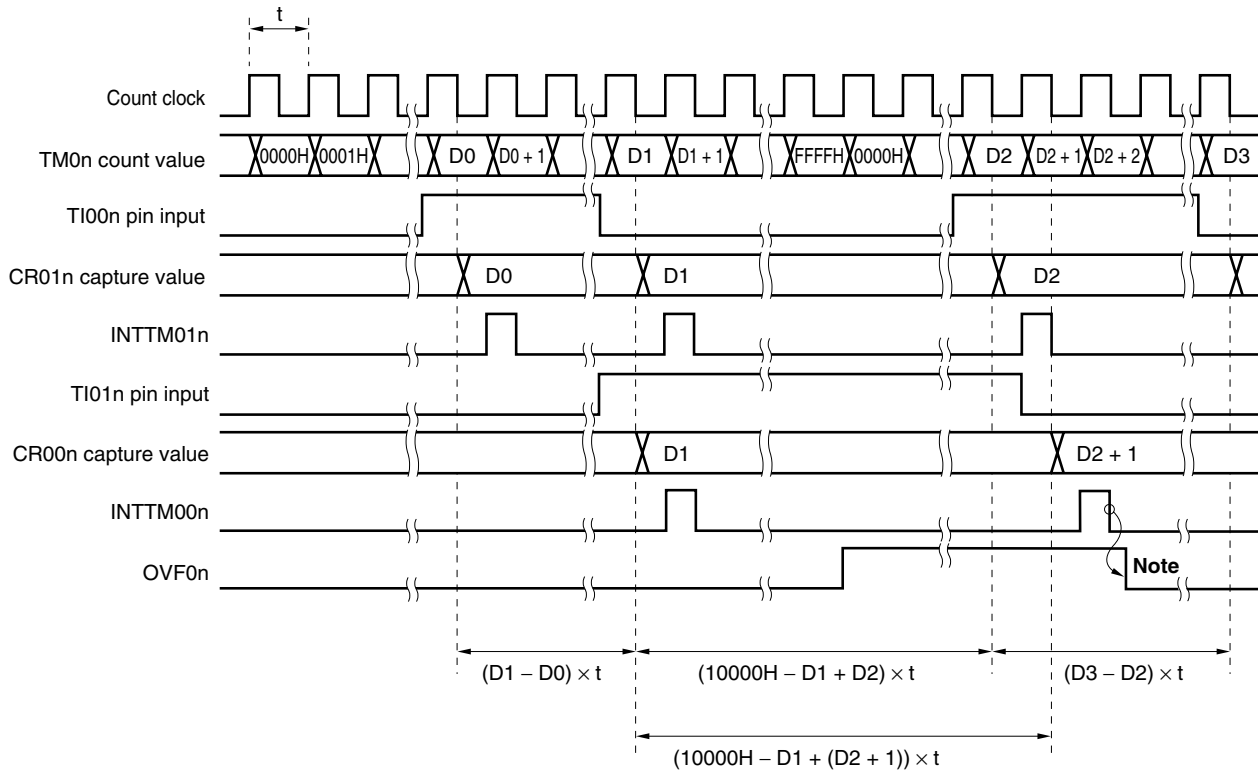 t
Count clock
TM0n count value 0000H 0001H D0 D0 + 1 D1 D1 + 1 FFFFH 0000H D2 D2 + 1 D2 + 2 D3
TI00n pin input
CR01n capture value D0 D1 D2
INTTM01n
TI01n pin input
CR00n capture value D1 D2 + 1
INTTM00n
OVF0n Note
(D1 – D0) × t (10000H – D1 + D2) × t (D3 – D2) × t
(10000H – D1 + (D2 + 1)) × t